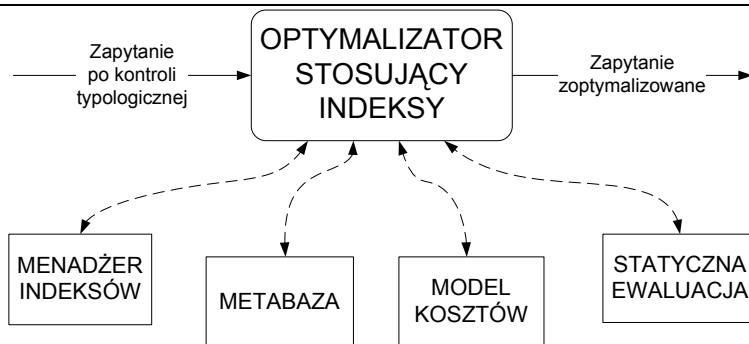 Zapytanie
po kontroli
typologicznej
OPTYMALIZATOR
STOSUJĄCY
INDEKSY
Zapytanie
zoptymalizowane
MENADŻER
INDEKSÓW
METABAZA
MODEL
KOSZTÓW
STATYCZNA
EWALUACJA